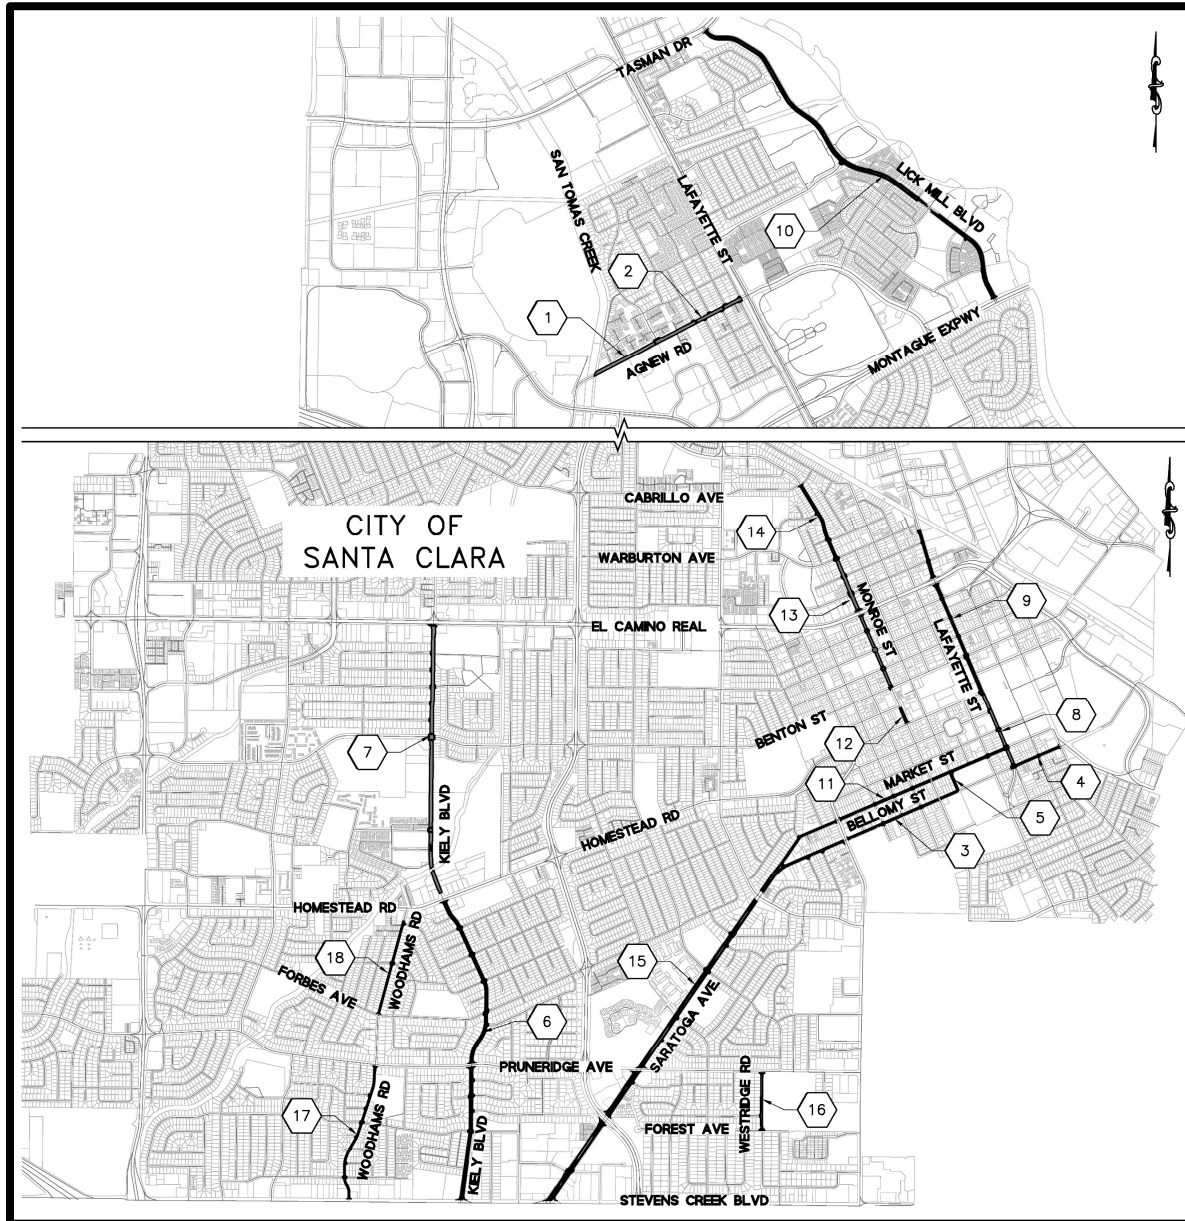 TASMAN DR
SAN TOMAS CREEK
LAFAYETTE ST
LICK MILL BLVD
10
2
1
AGNEW RD
MONTAGUE EXPWY
CABRILLO AVE
CITY OF
SANTA CLARA
14
WARBURTON AVE
MONROE ST
9
13
EL CAMINO REAL
LAFAYETTE ST
BENTON ST
8
12
7
MARKET ST
4
11
KIELY BLVD
BELLOMY ST
5
HOMESTEAD RD
3
HOMESTEAD RD
WOODHAMS RD
18
FORBES AVE
15
SARATOGA AVE
6
PRUNERIDGE AVE
WESTRIDGE RD
WOODHAMS RD
17
16
KIELY BLVD
FOREST AVE
STEVENS CREEK BLVD